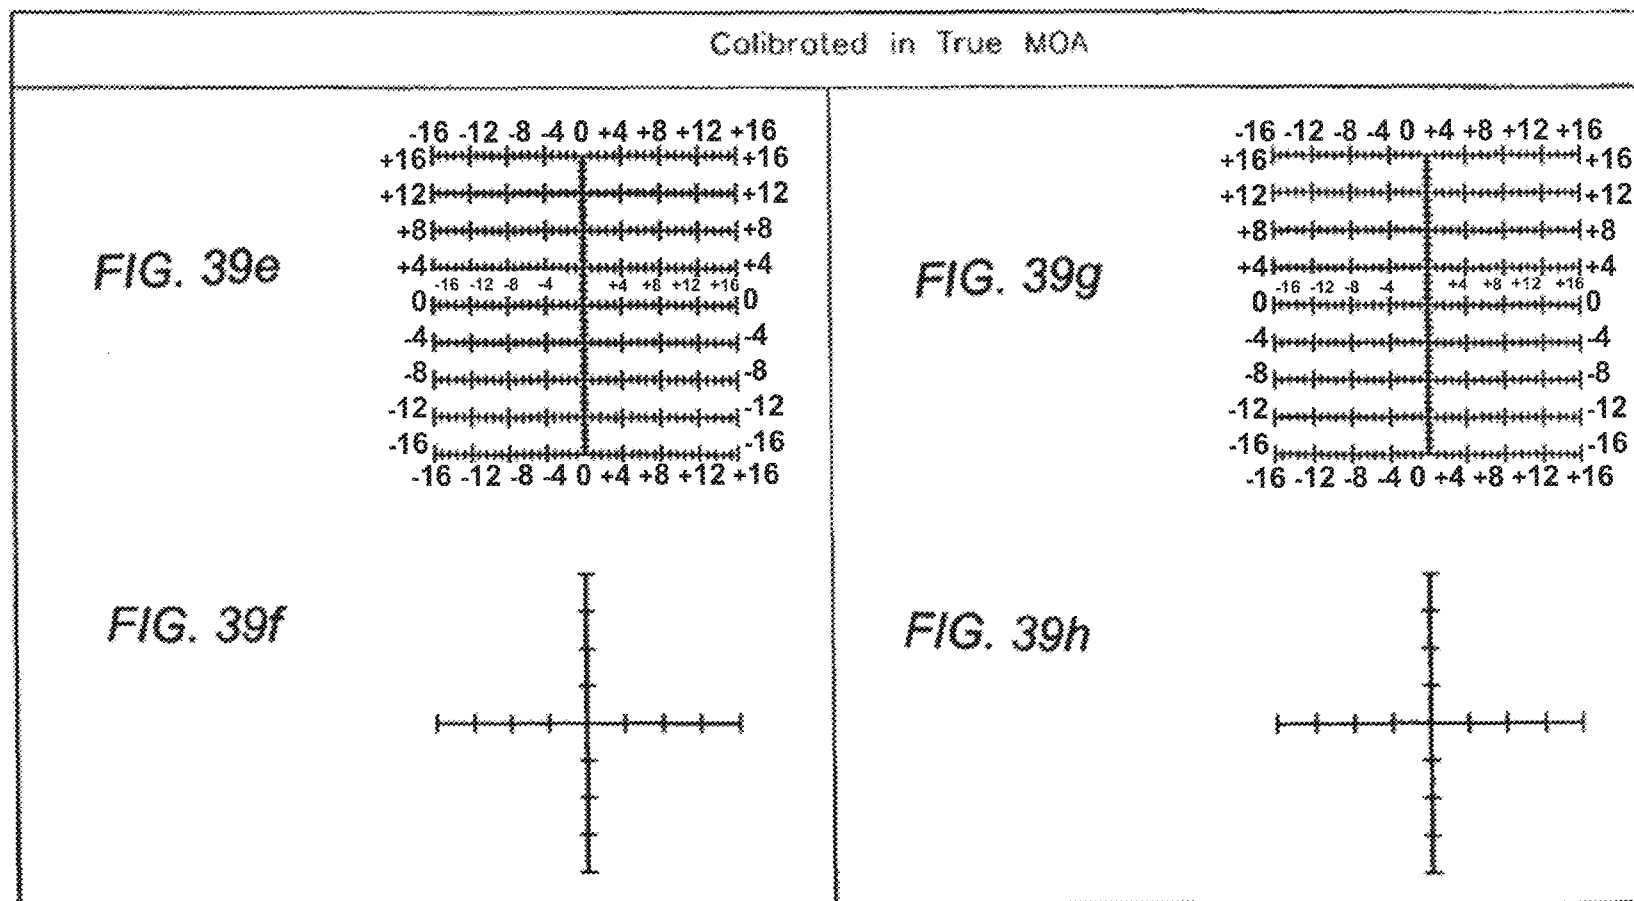 Calibrated in True MOA
-16 -12 -8 -4 0 +4 +8 +12 +16
+16 +16
+12 +12
+8 +8
FIG. 39e
+4 +4
-16 -12 -8 -4 +4 +8 +12 +16
0 0
-4 -4
-8 -8
-12 -12
-16 -16
-16 -12 -8 -4 0 +4 +8 +12 +16
FIG. 39f
-16 -12 -8 -4 0 +4 +8 +12 +16
+16 +16
+12 +12
+8 +8
FIG. 39g
+4 +4
-16 -12 -8 -4 +4 +8 +12 +16
0 0
-4 -4
-8 -8
-12 -12
-16 -16
-16 -12 -8 -4 0 +4 +8 +12 +16
FIG. 39h